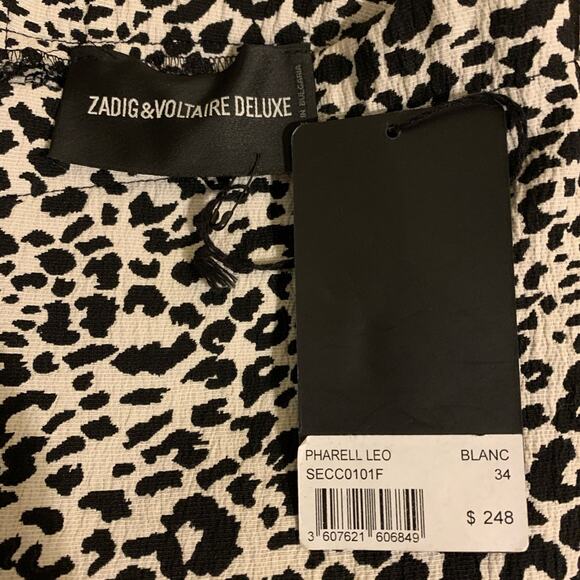 ZADIG&VOLTAIRE DELUXE
IN BULGARIA
PHARELL LEO BLANC
SECC0101F 34
$ 248
3 607621 606849